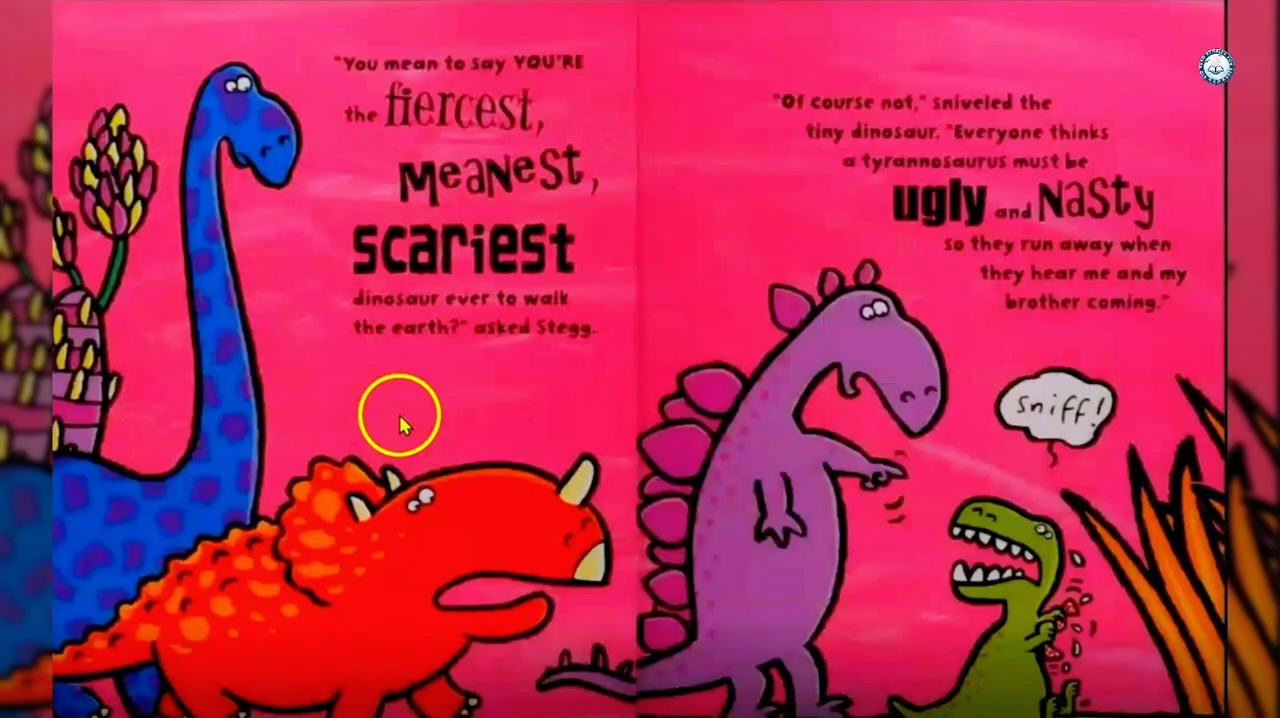 "You mean to say YOU'RE
the fiercest,
MeaNest,
scariest
dinosaur ever to walk
the earth?" asked Stegg.
"Of course not," sniveled the
tiny dinosaur. "Everyone thinks
a tyrannosaurus must be
ugly and Nasty
so they run away when
they hear me and my
brother coming."
sniff!